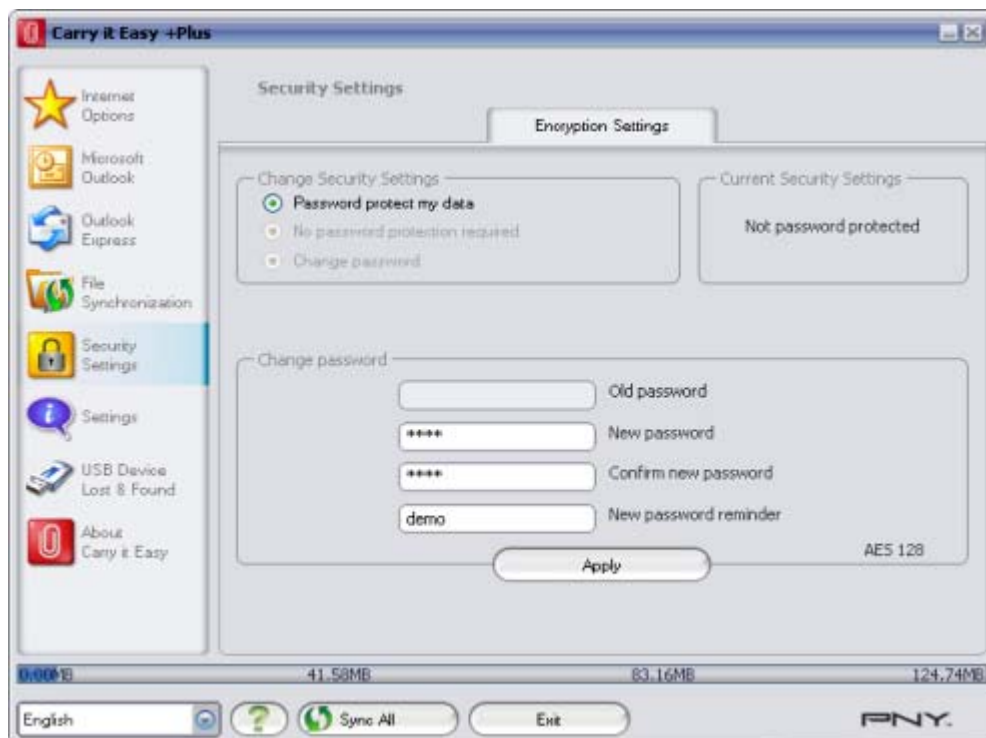 Carry it Easy +Plus
Internet
Options
Microsoft
Outlook
Outlook
Express
File
Synchronization
Security
Settings
Settings
USB Device
Lost & Found
About
Carry it Easy
Security Settings
Encryption Settings
Change Security Settings
Password protect my data
No password protection required
Change password
Current Security Settings
Not password protected
Change password
Old password
**** New password
**** Confirm new password
demo New password reminder
AES 128
Apply
0.00MB 41.58MB 83.16MB 124.74MB
English ? Sync All Exit PNY.